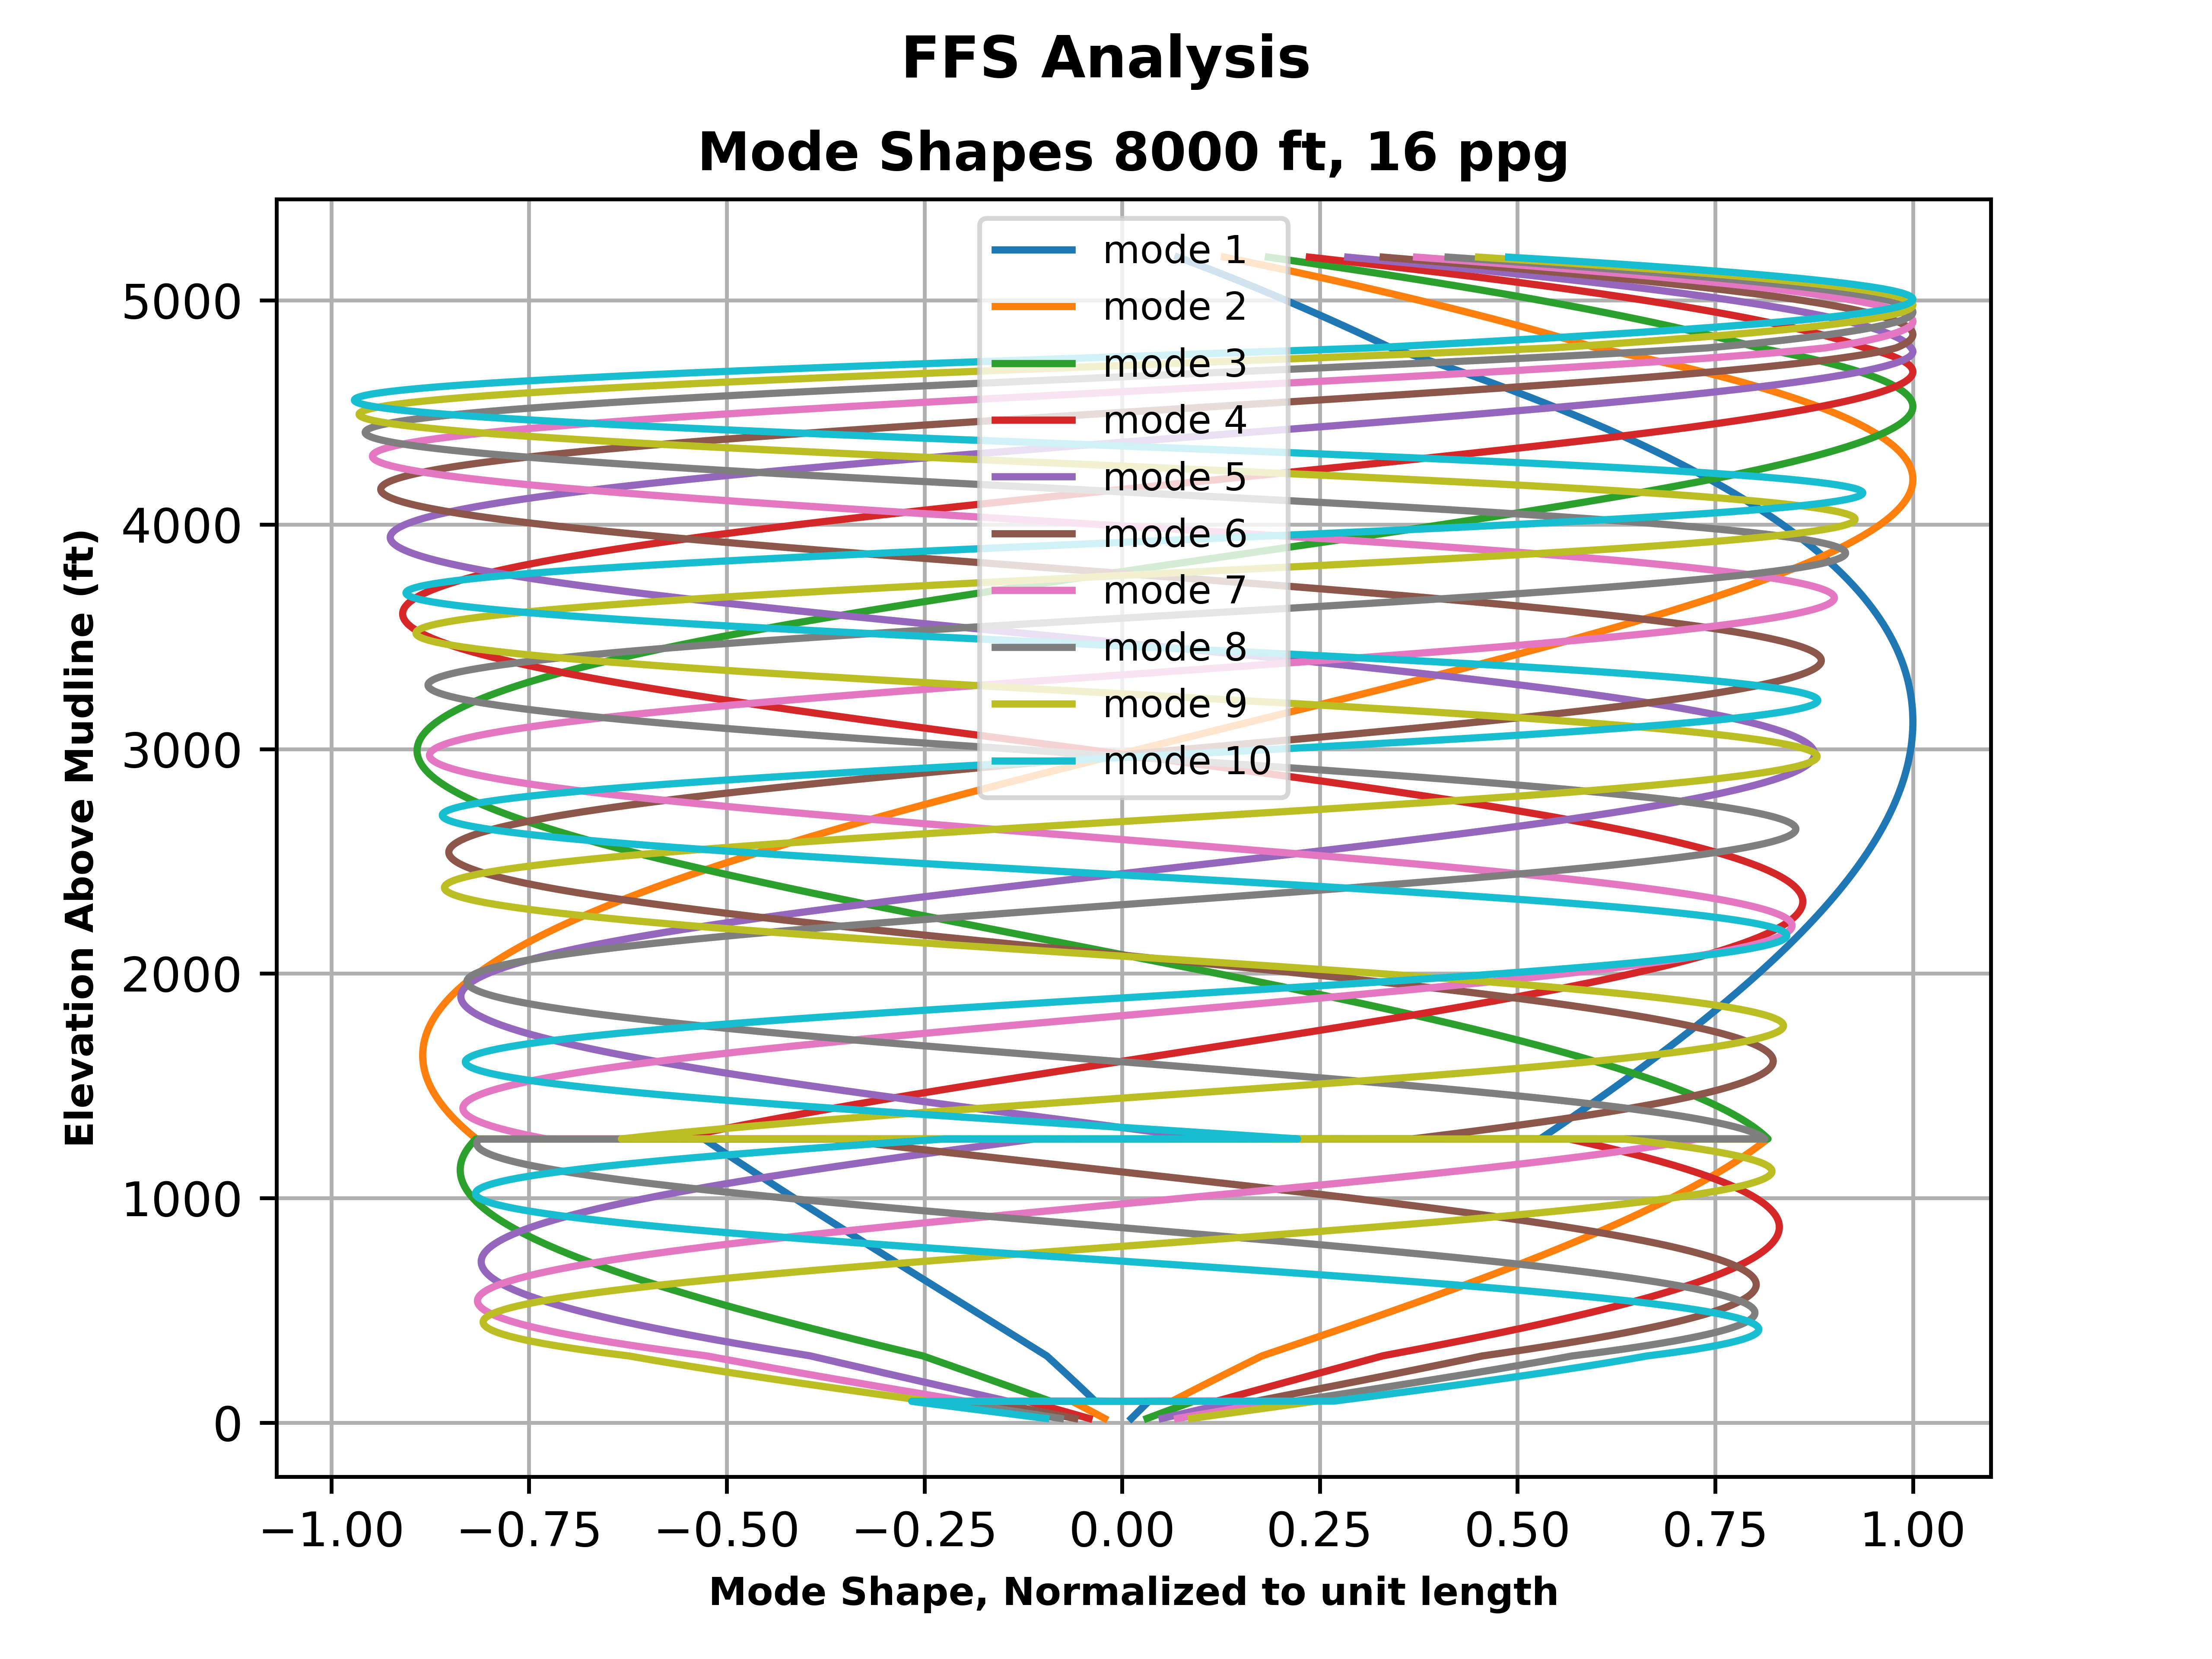 FFS Analysis
Mode Shapes 8000 ft, 16 ppg
mode 1
mode 2
mode 3
mode 4
mode 5
mode 6
mode 7
mode 8
mode 9
mode 10
Elevation Above Mudline (ft)
5000
4000
3000
2000
1000
0
−1.00 −0.75 −0.50 −0.25 0.00 0.25 0.50 0.75 1.00
Mode Shape, Normalized to unit length